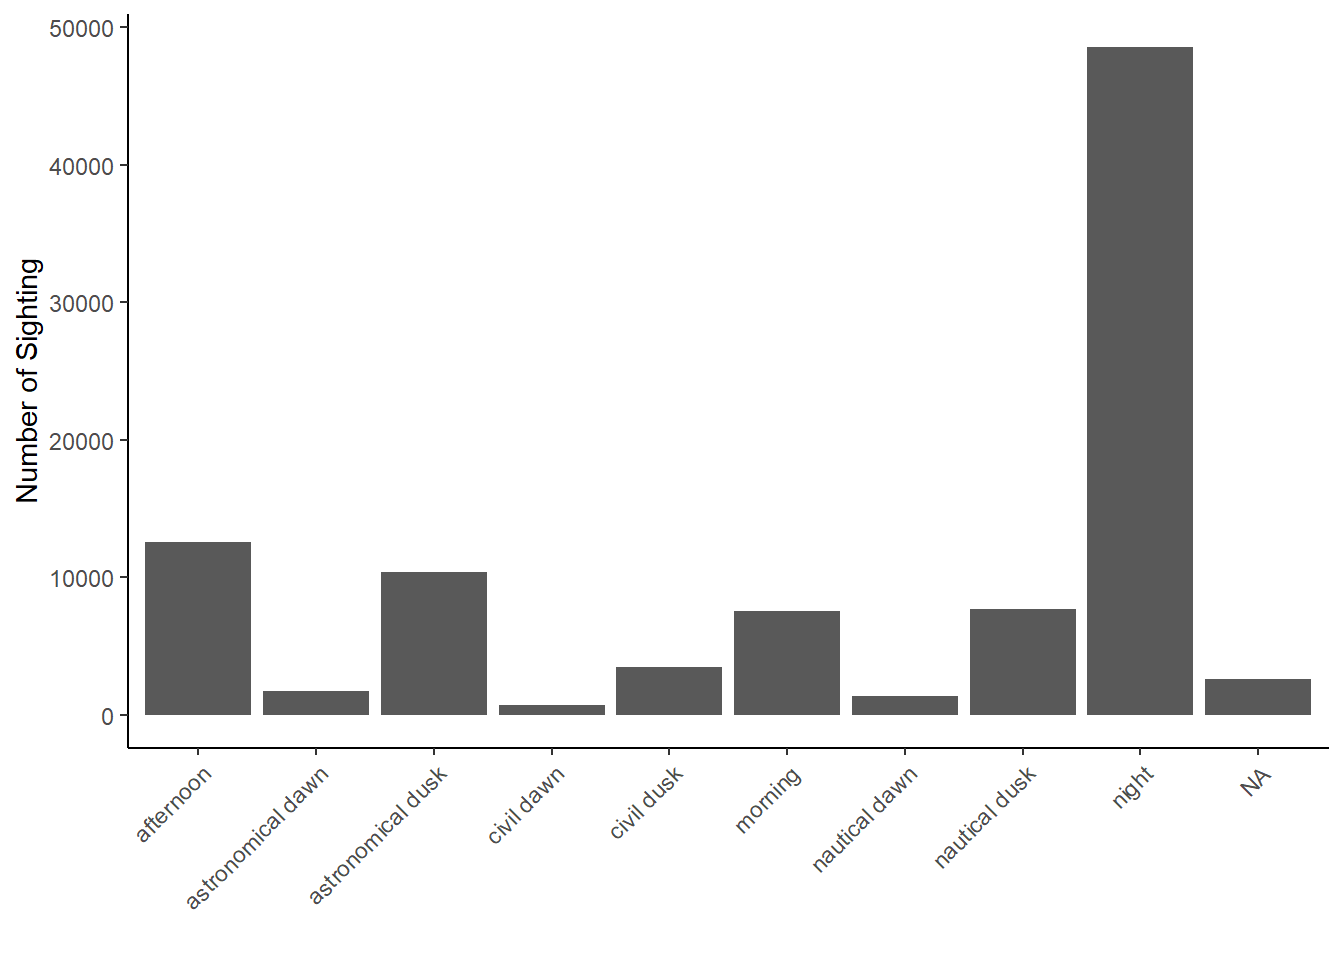 50000
40000
30000
20000
10000
0
Number of Sighting
afternoon
astronomical dawn
astronomical dusk
civil dawn
civil dusk
morning
nautical dawn
nautical dusk
night
NA